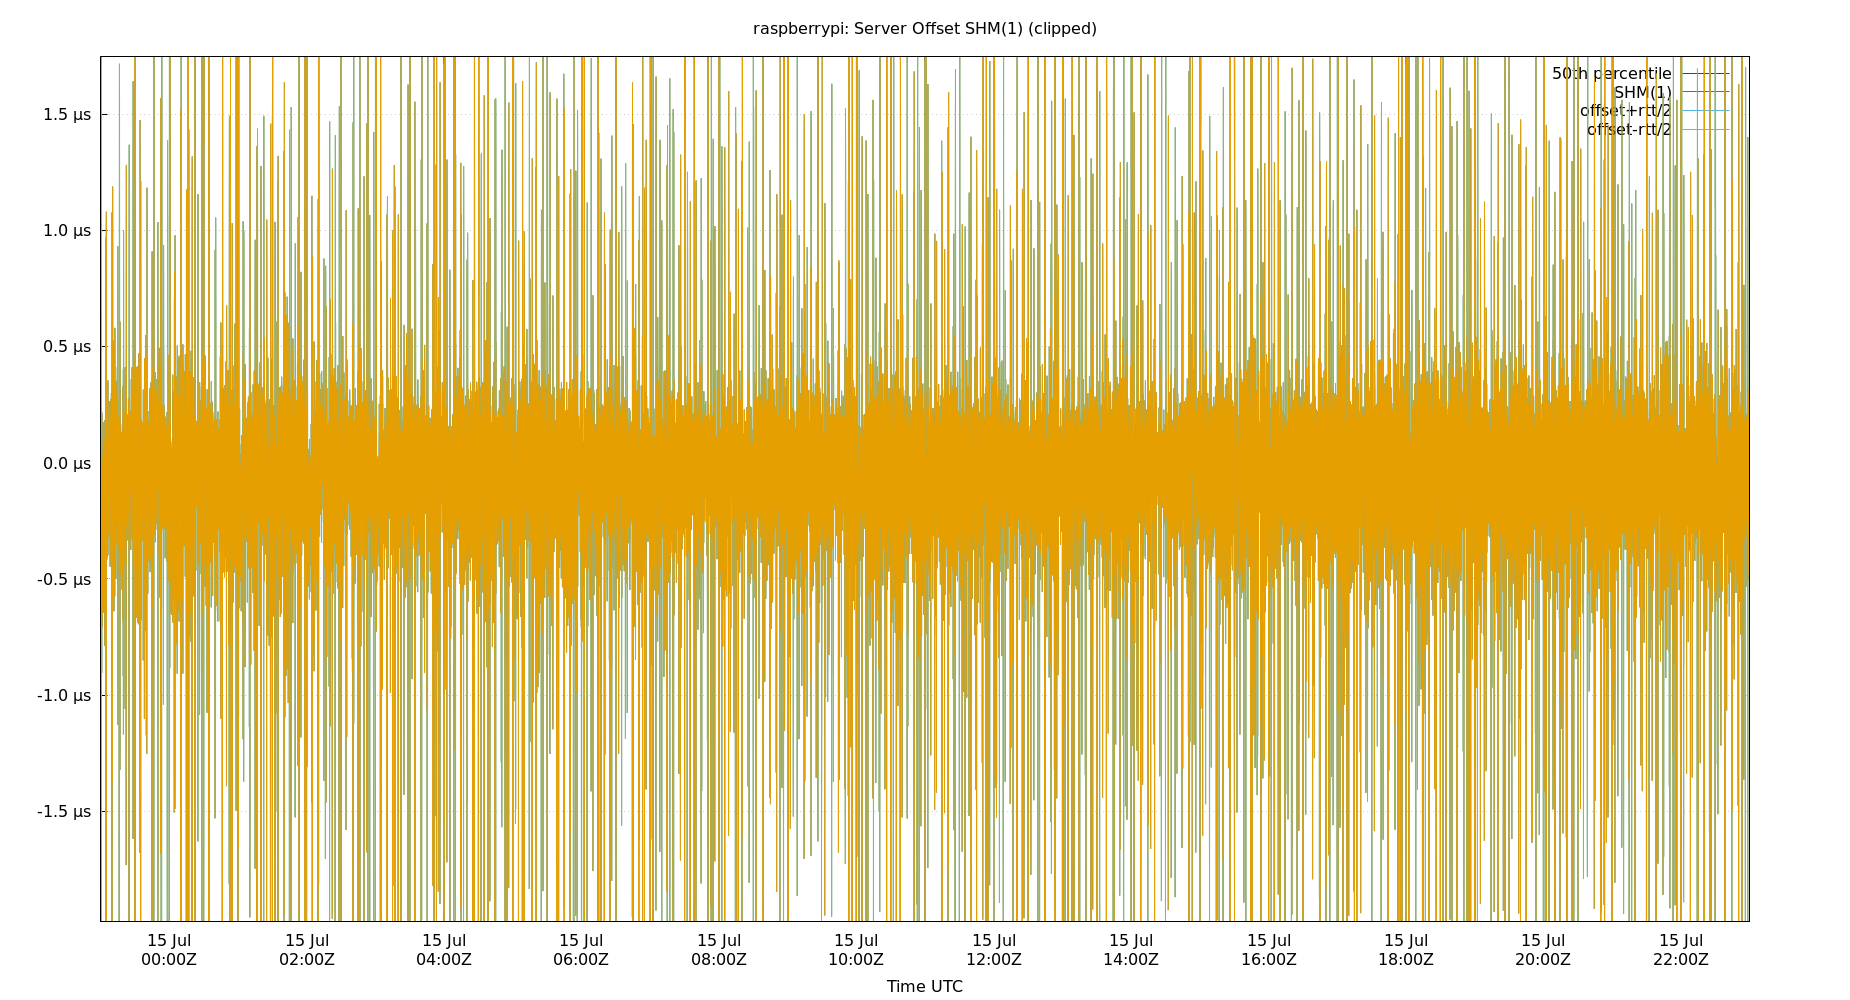 raspberrypi: Server Offset SHM(1) (clipped)
50th percentile
SHM(1)
offset+rtt/2
offset-rtt/2
1.5 µs
1.0 µs
0.5 µs
0.0 µs
-0.5 µs
-1.0 µs
-1.5 µs
15 Jul 15 Jul 15 Jul 15 Jul 15 Jul 15 Jul 15 Jul 15 Jul 15 Jul 15 Jul 15 Jul 15 Jul
00:00Z 02:00Z 04:00Z 06:00Z 08:00Z 10:00Z 12:00Z 14:00Z 16:00Z 18:00Z 20:00Z 22:00Z
Time UTC